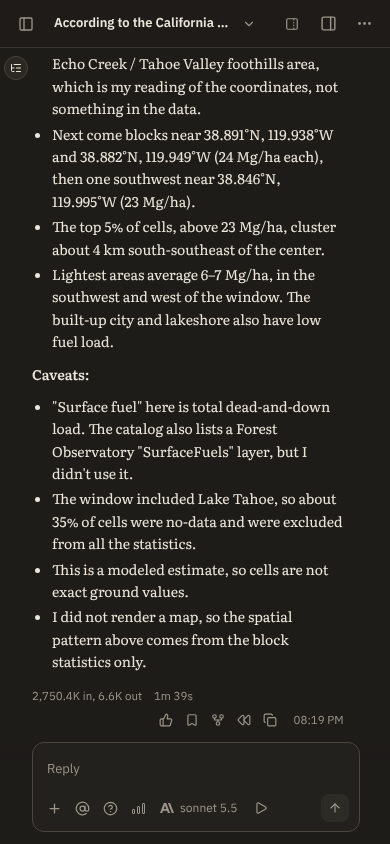 According to the California ...
Echo Creek / Tahoe Valley foothills area,
which is my reading of the coordinates, not
something in the data.
• Next come blocks near 38.891°N, 119.938°W
and 38.882°N, 119.949°W (24 Mg/ha each),
then one southwest near 38.846°N,
119.995°W (23 Mg/ha).
• The top 5% of cells, above 23 Mg/ha, cluster
about 4 km south-southeast of the center.
• Lightest areas average 6–7 Mg/ha, in the
southwest and west of the window. The
built-up city and lakeshore also have low
fuel load.
Caveats:
• "Surface fuel" here is total dead-and-down
load. The catalog also lists a Forest
Observatory "SurfaceFuels" layer, but I
didn't use it.
• The window included Lake Tahoe, so about
35% of cells were no-data and were excluded
from all the statistics.
• This is a modeled estimate, so cells are not
exact ground values.
• I did not render a map, so the spatial
pattern above comes from the block
statistics only.
2,750.4K in, 6.6K out 1m 39s
08:19 PM
Reply
sonnet 5.5